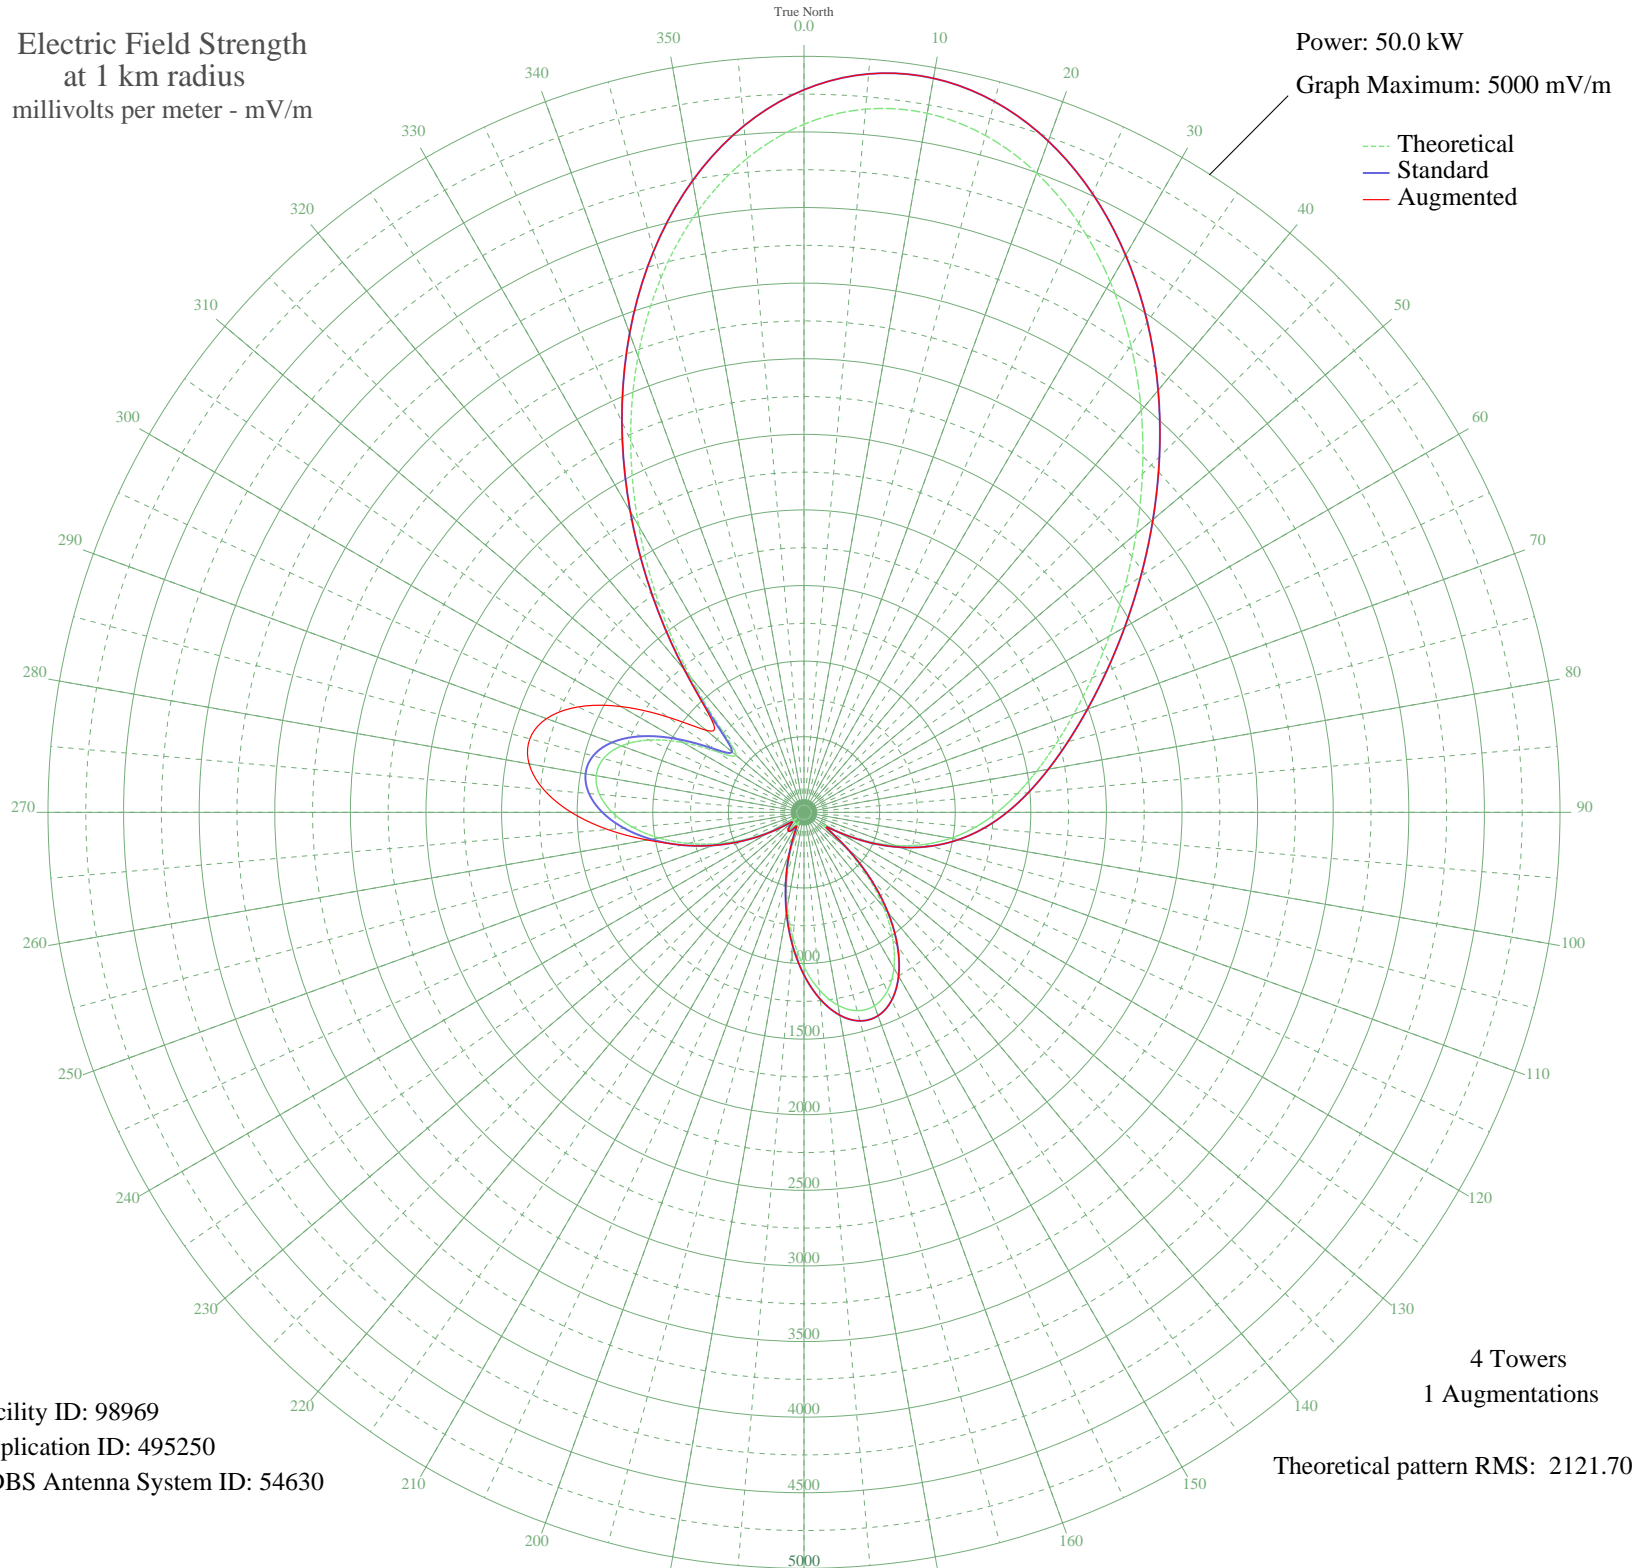 True North
0.0
Electric Field Strength
at 1 km radius
millivolts per meter - mV/m
Power: 50.0 kW
Graph Maximum: 5000 mV/m
Theoretical
Standard
Augmented
10
20
30
40
50
60
70
80
90
100
110
120
130
140
150
160
200
210
220
230
240
250
260
270
280
290
300
310
320
330
340
350
1000
1500
2000
2500
3000
3500
4000
4500
5000
4 Towers
1 Augmentations
Theoretical pattern RMS: 2121.70
cility ID: 98969
plication ID: 495250
DBS Antenna System ID: 54630